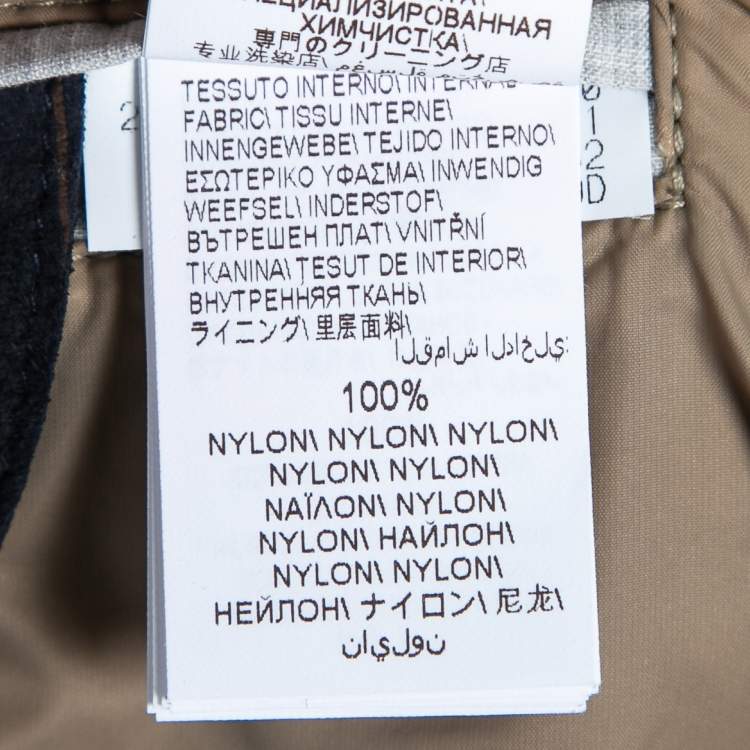 ХИМЧИСТКА\
専門のクリーニング店
专业洗染店\
TESSUTO INTERNO\ INTERNAL
FABRIC\ TISSU INTERNE\
INNENGEWEBE\ TEJIDO INTERNO\
ΕΣΩΤΕΡΙΚΟ ΥΦΑΣΜΑ\ INWENDIG
WEEFSEL\ INDERSTOF\
ВЪТРЕШЕН ПЛАТ\ VNITŘNÍ
TKANINA\ ȚESUT DE INTERIOR\
ВНУТРЕННЯЯ ТКАНЬ\
ライニング\ 里层面料\
القماش الداخلي:
100%
NYLON\ NYLON\ NYLON\
NYLON\ NYLON\
ΝΑΪΛΟΝ\ NYLON\
NYLON\ НАЙЛОН\
NYLON\ NYLON\
НЕЙЛОН\ ナイロン\ 尼龙\
نايلون